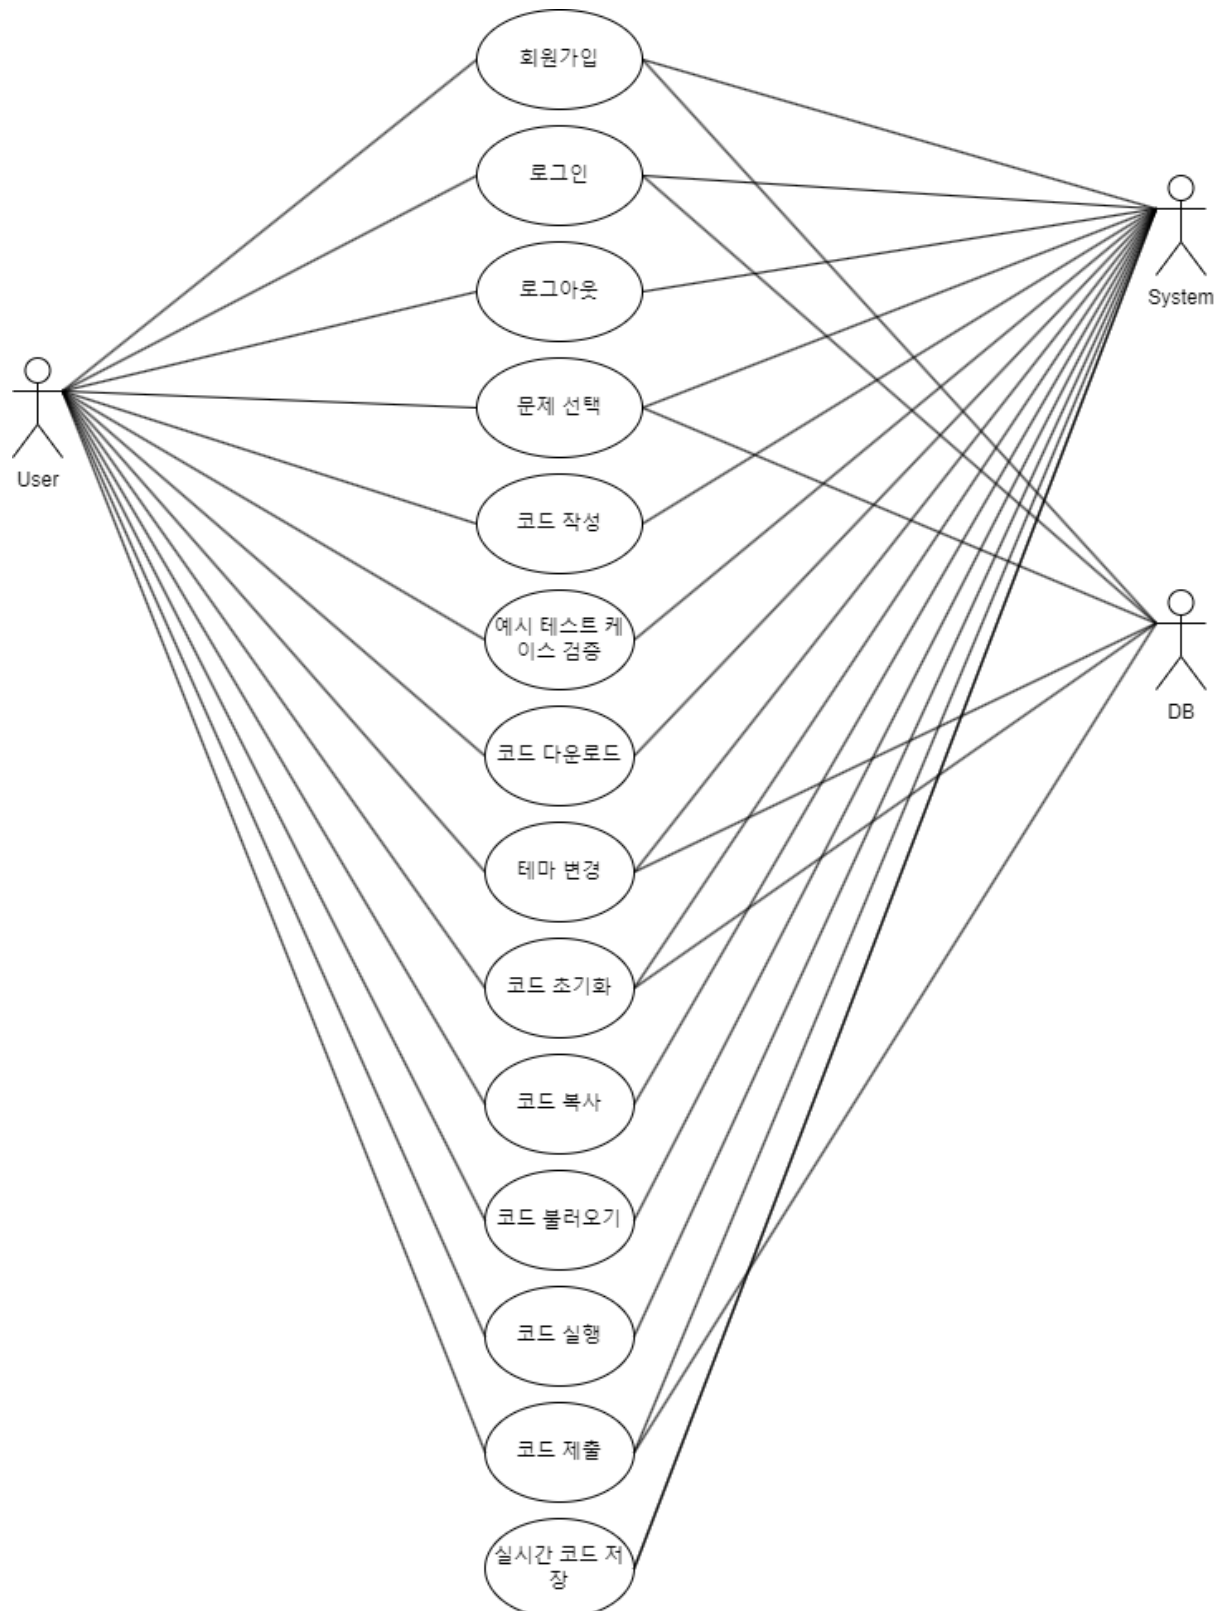 회원가입
로그인
System
로그아웃
문제 선택
User
코드 작성
예시 테스트 케
이스 검증
DB
코드 다운로드
테마 변경
코드 초기화
코드 복사
코드 불러오기
코드 실행
코드 제출
실시간 코드 저
장